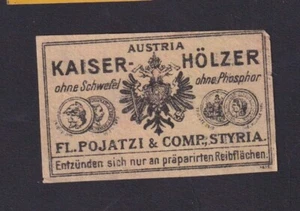 AUSTRIA
KAISER- HÖLZER
ohne Schwefel ohne Phosphor
FL. POJATZI & COMP., STYRIA.
Entzünden sich nur an präparirten Reibflächen.